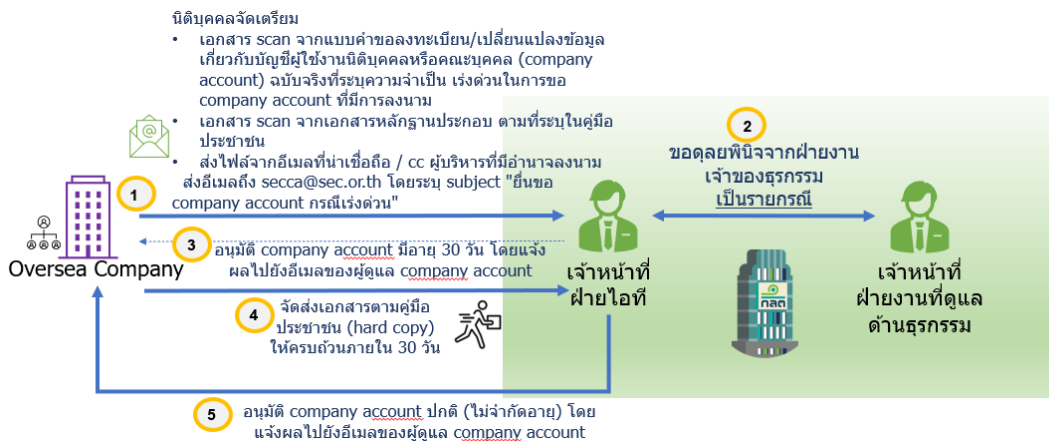 นิติบุคคลจัดเตรียม
• เอกสาร scan จากแบบคำขอลงทะเบียน/เปลี่ยนแปลงข้อมูล
เกี่ยวกับบัญชีผู้ใช้งานนิติบุคคลหรือคณะบุคคล (company
account) ฉบับจริงที่ระบุความจำเป็น เร่งด่วนในการขอ
company account ที่มีการลงนาม
• เอกสาร scan จากเอกสารหลักฐานประกอบ ตามที่ระบุในคู่มือ
ประชาชน
• ส่งไฟล์จากอีเมลที่น่าเชื่อถือ / cc ผู้บริหารที่มีอำนาจลงนาม
ส่งอีเมลถึง secca@sec.or.th โดยระบุ subject "ยื่นขอ
company account กรณีเร่งด่วน"
1
2
ขอดุลยพินิจจากฝ่ายงาน
เจ้าของธุรกรรม
เป็นรายกรณี
3
อนุมัติ company account มีอายุ 30 วัน โดยแจ้ง
ผลไปยังอีเมลของผู้ดูแล company account
Oversea Company
เจ้าหน้าที่
ฝ่ายไอที
กลต
เจ้าหน้าที่
ฝ่ายงานที่ดูแล
ด้านธุรกรรม
4
จัดส่งเอกสารตามคู่มือ
ประชาชน (hard copy)
ให้ครบถ้วนภายใน 30 วัน
5
อนุมัติ company account ปกติ (ไม่จำกัดอายุ) โดย
แจ้งผลไปยังอีเมลของผู้ดูแล company account